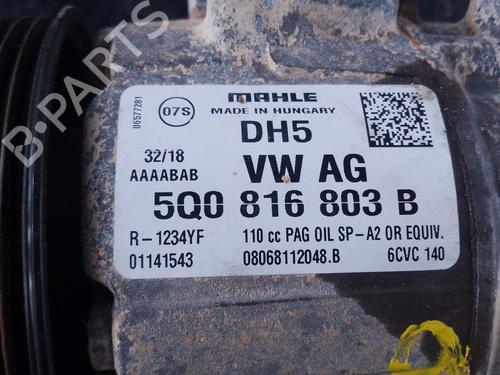 06577281
07S
MAHLE
MADE IN HUNGARY
DH5
32/18
AAAABAB
VW AG
5Q0 816 803 B
R-1234YF
110 cc PAG OIL SP-A2 OR EQUIV.
01141543
08068112048.B
6CVC 140
B-PARTS